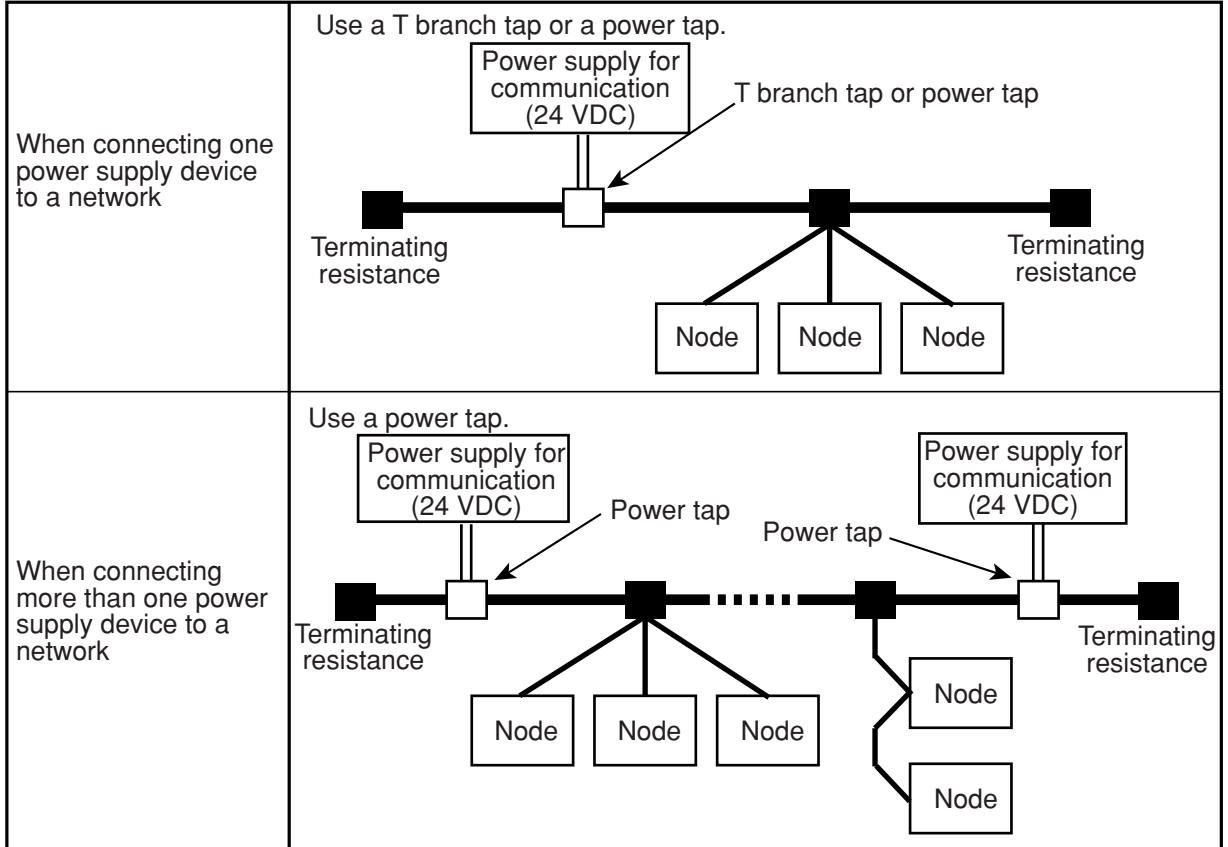 When connecting one
power supply device
to a network
Use a T branch tap or a power tap.
Power supply for
communication
(24 VDC)
T branch tap or power tap
Terminating
resistance
Terminating
resistance
Node
Node
Node
When connecting
more than one power
supply device to a
network
Use a power tap.
Power supply for
communication
(24 VDC)
Power tap
Power supply for
communication
(24 VDC)
Power tap
Terminating
resistance
Terminating
resistance
Node
Node
Node
Node
Node